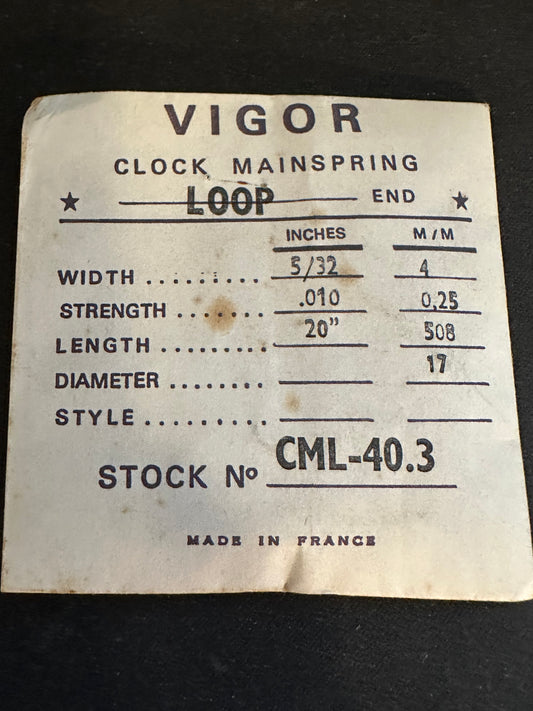 VIGOR
CLOCK MAINSPRING
★ LOOP END ★
INCHES M/M
WIDTH .......... 5/32 4
STRENGTH ....... .010 0,25
LENGTH ......... 20" 508
DIAMETER ........ 17
STYLE ..........
STOCK Nº CML-40.3
MADE IN FRANCE